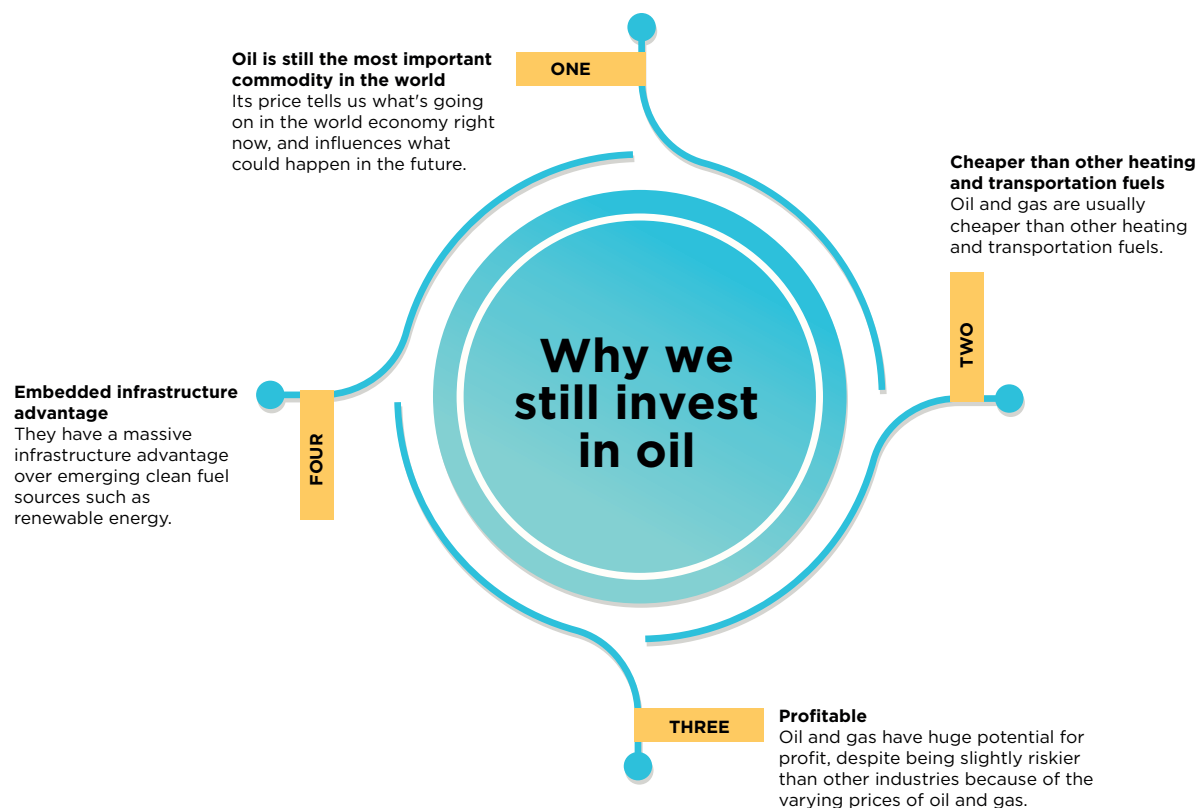 Oil is still the most important
commodity in the world
Its price tells us what's going
on in the world economy right
now, and influences what
could happen in the future.
ONE
Cheaper than other heating
and transportation fuels
Oil and gas are usually
cheaper than other heating
and transportation fuels.
TWO
Why we
still invest
in oil
Embedded infrastructure
advantage
They have a massive
infrastructure advantage
over emerging clean fuel
sources such as
renewable energy.
FOUR
THREE
Profitable
Oil and gas have huge potential for
profit, despite being slightly riskier
than other industries because of the
varying prices of oil and gas.